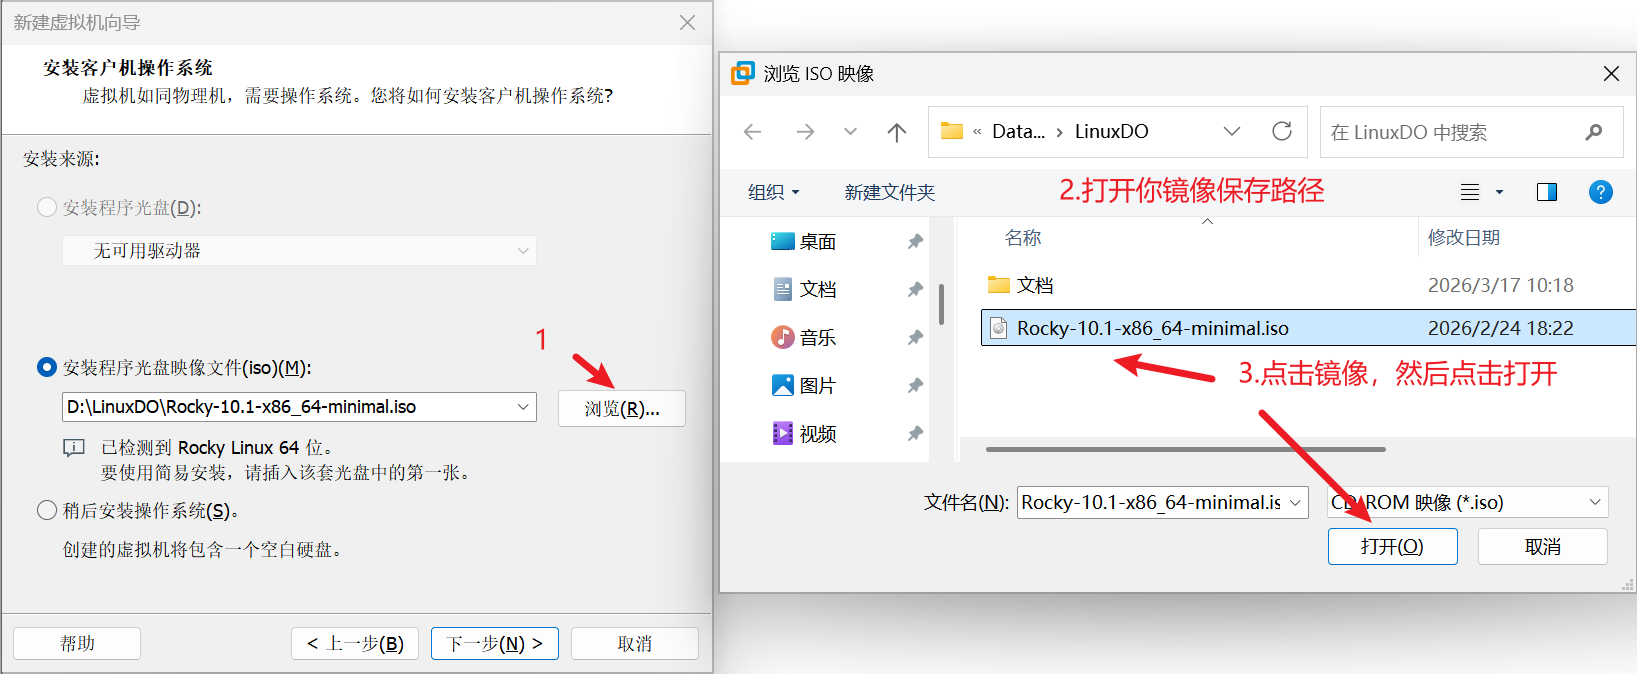 新建虚拟机向导
安装客户机操作系统
虚拟机如同物理机，需要操作系统。您将如何安装客户机操作系统?
安装来源:
安装程序光盘(D):
无可用驱动器
1
安装程序光盘映像文件(iso)(M):
D:\LinuxDO\Rocky-10.1-x86_64-minimal.iso
浏览(R)...
已检测到 Rocky Linux 64 位。
要使用简易安装，请插入该套光盘中的第一张。
稍后安装操作系统(S)。
创建的虚拟机将包含一个空白硬盘。
帮助
< 上一步(B)
下一步(N) >
取消
浏览 ISO 映像
« Data... › LinuxDO
在 LinuxDO 中搜索
组织
新建文件夹
2.打开你镜像保存路径
?
桌面
文档
音乐
图片
视频
名称
修改日期
文档
2026/3/17 10:18
Rocky-10.1-x86_64-minimal.iso
2026/2/24 18:22
3.点击镜像，然后点击打开
文件名(N):
Rocky-10.1-x86_64-minimal.is
CD-ROM 映像 (*.iso)
打开(O)
取消